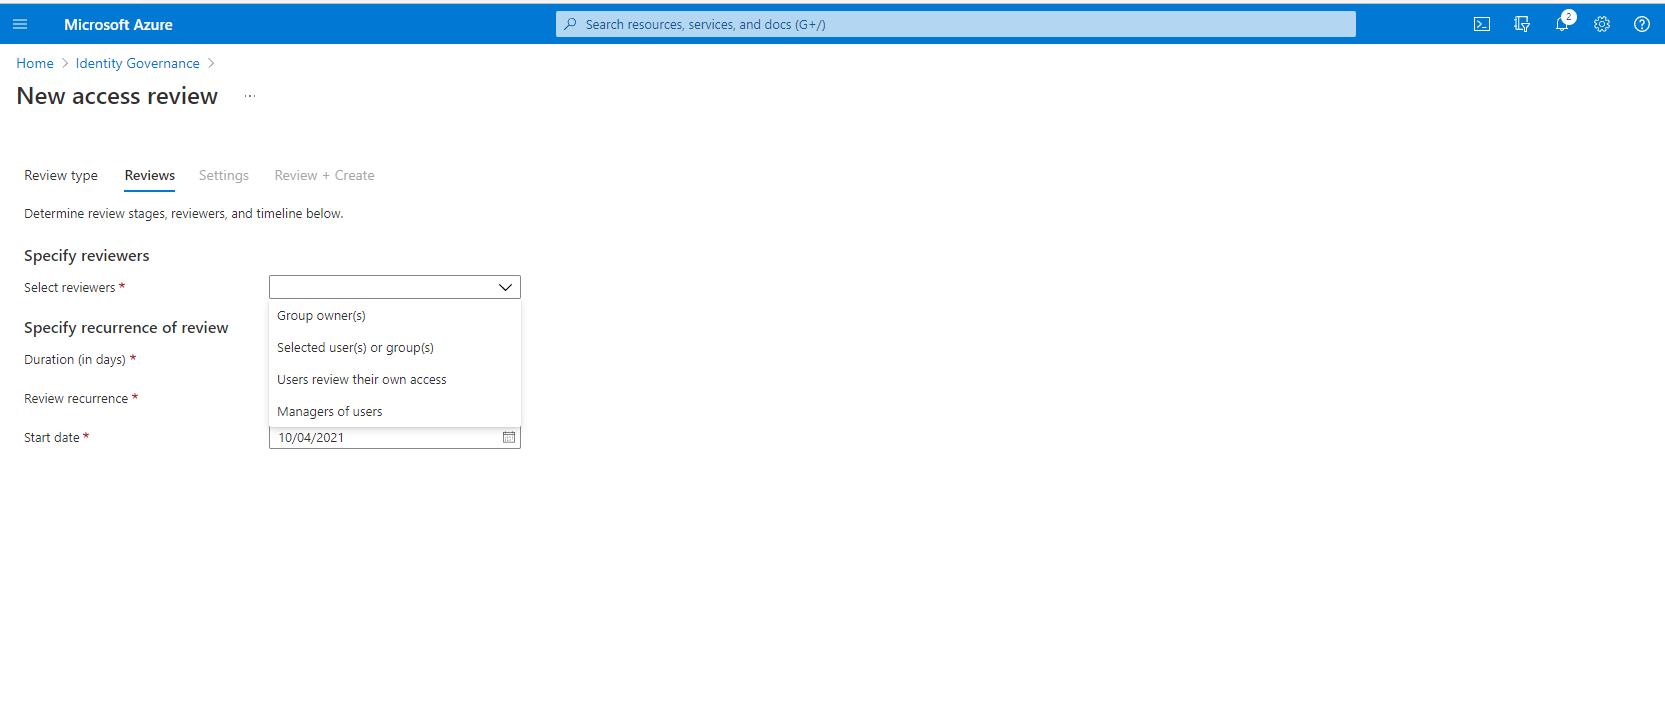 Microsoft Azure
Search resources, services, and docs (G+/)
2
Home > Identity Governance >
New access review ...
Review type Reviews Settings Review + Create
Determine review stages, reviewers, and timeline below.
Specify reviewers
Select reviewers *
Group owner(s)
Selected user(s) or group(s)
Users review their own access
Managers of users
Specify recurrence of review
Duration (in days) *
Review recurrence *
Start date *
10/04/2021